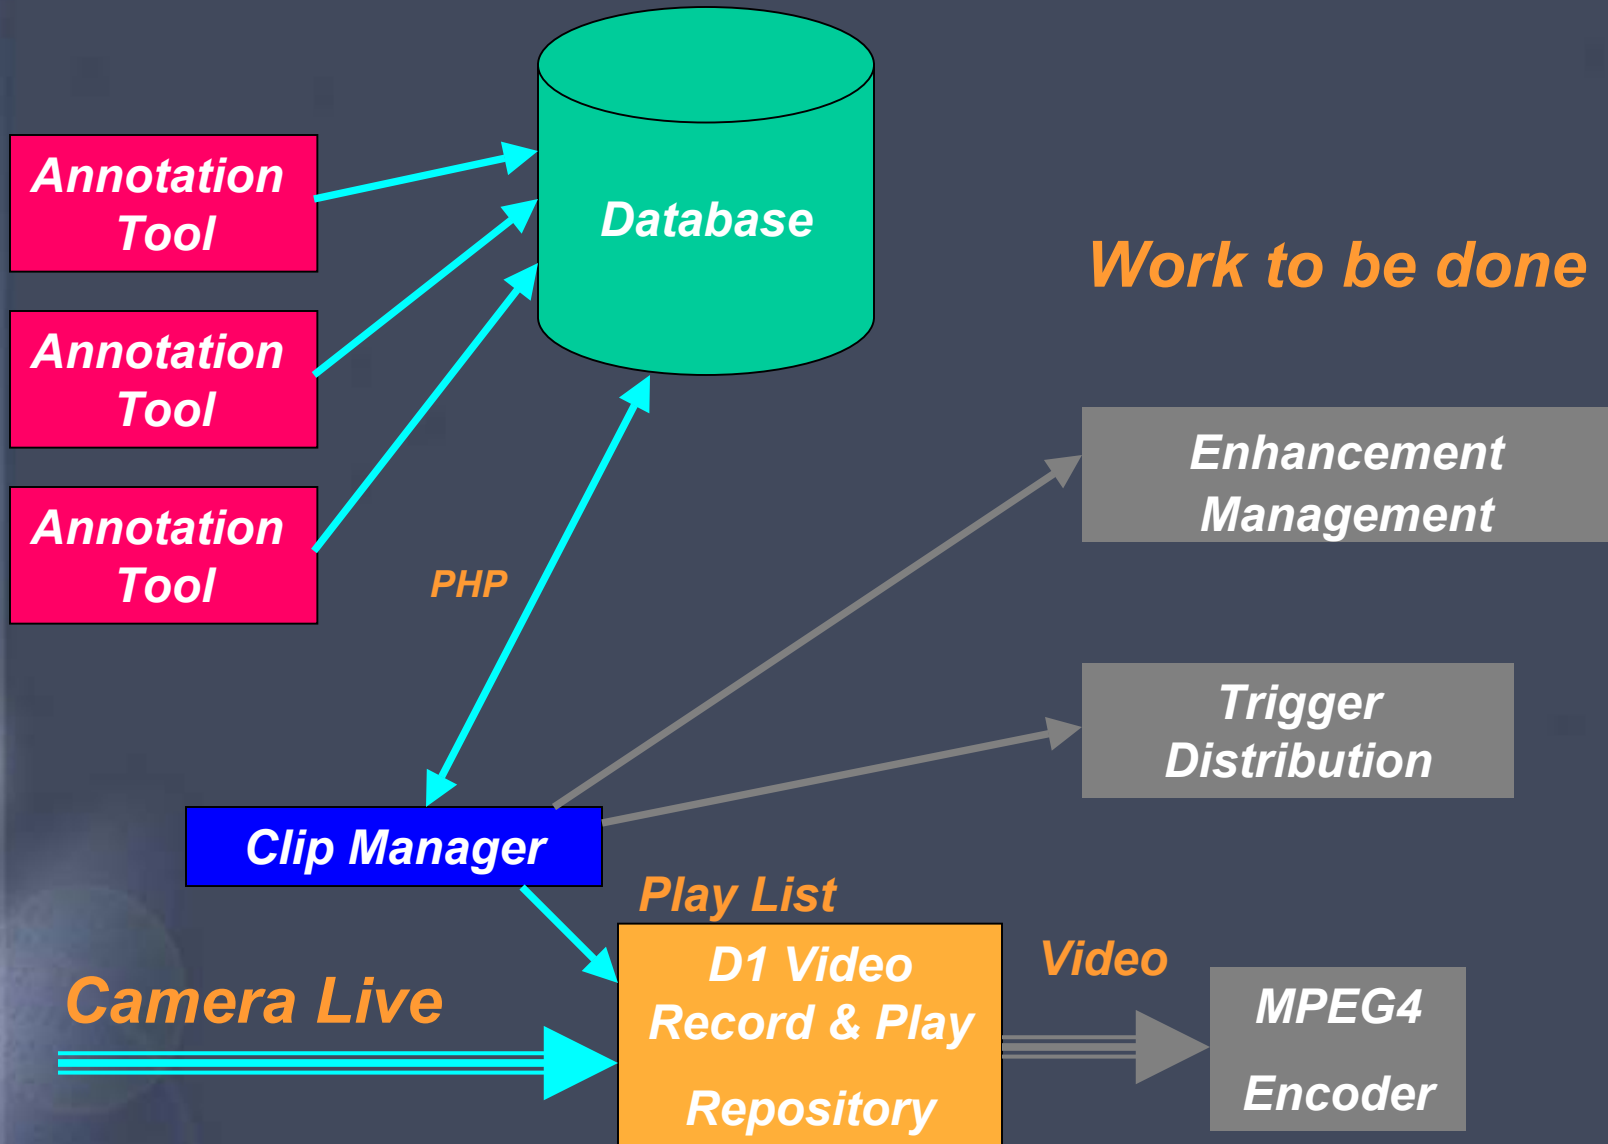 Annotation
Tool
Database
Work to be done
Annotation
Tool
Annotation
Tool
PHP
Enhancement
Management
Trigger
Distribution
Clip Manager
Play List
Camera Live
D1 Video
Record & Play
Repository
Video
MPEG4
Encoder